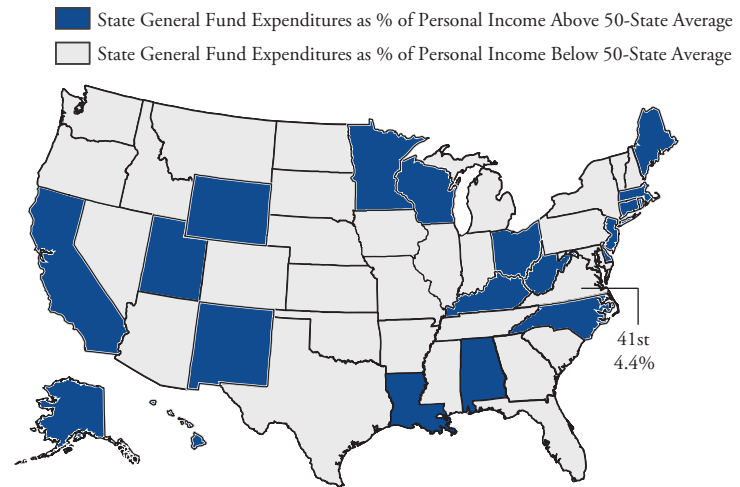 State General Fund Expenditures as % of Personal Income Above 50-State Average
State General Fund Expenditures as % of Personal Income Below 50-State Average
41st
4.4%